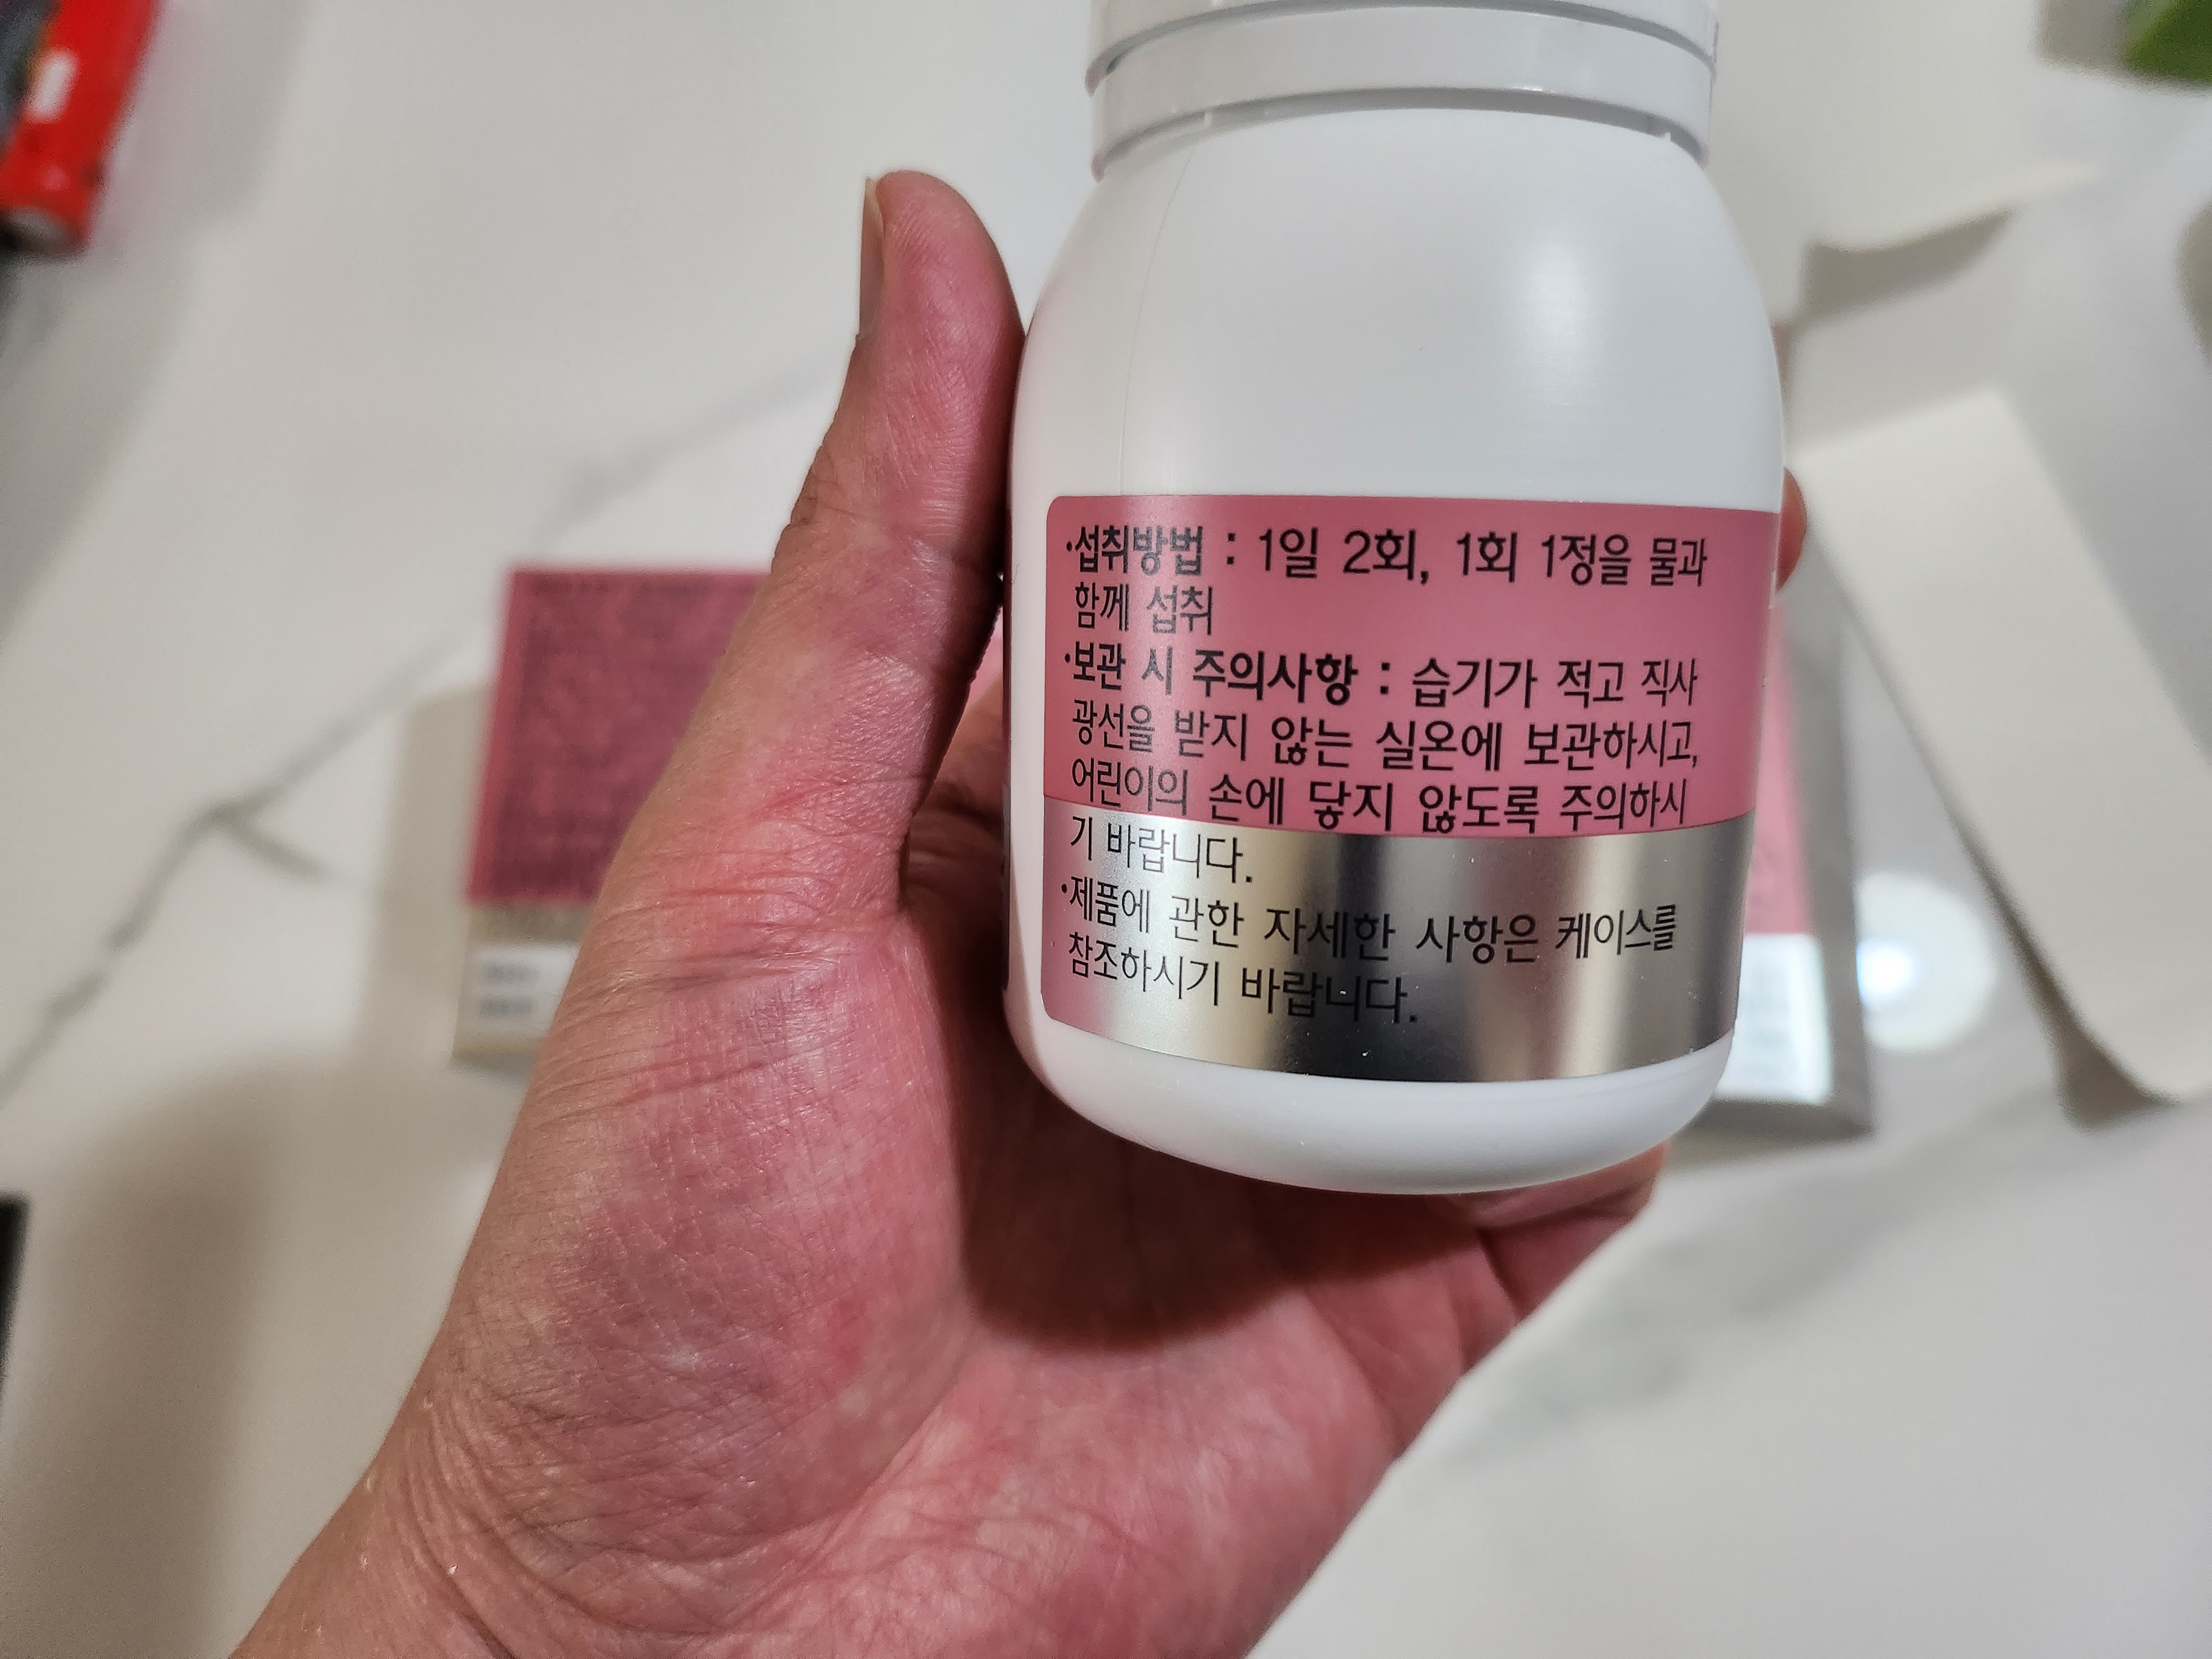 ·섭취방법 : 1일 2회, 1회 1정을 물과
함께 섭취
·보관 시 주의사항 : 습기가 적고 직사
광선을 받지 않는 실온에 보관하시고,
어린이의 손에 닿지 않도록 주의하시
기 바랍니다.
·제품에 관한 자세한 사항은 케이스를
참조하시기 바랍니다.